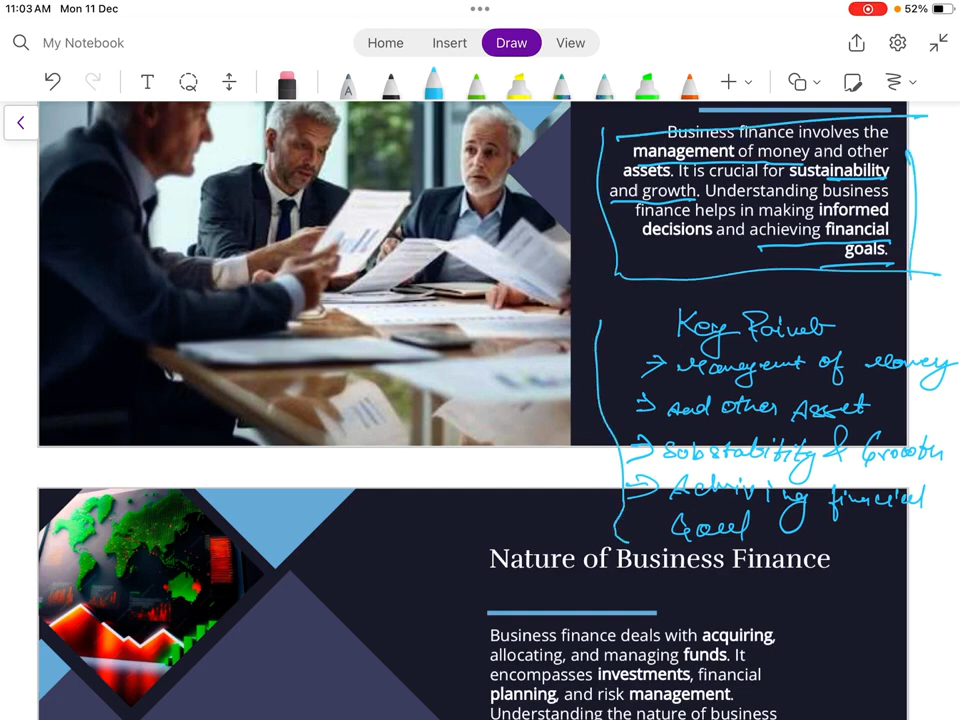 11:03 AM Mon 11 Dec
52%
My Notebook
Home Insert Draw View
Business finance involves the
management of money and other
assets. It is crucial for sustainability
and growth. Understanding business
finance helps in making informed
decisions and achieving financial
goals.
Key Points
→ Management of Money
→ And other Asset
→ Substability & Growth
→ Achiving financial
Goal
Nature of Business Finance
Business finance deals with acquiring,
allocating, and managing funds. It
encompasses investments, financial
planning, and risk management.
Understanding the nature of business